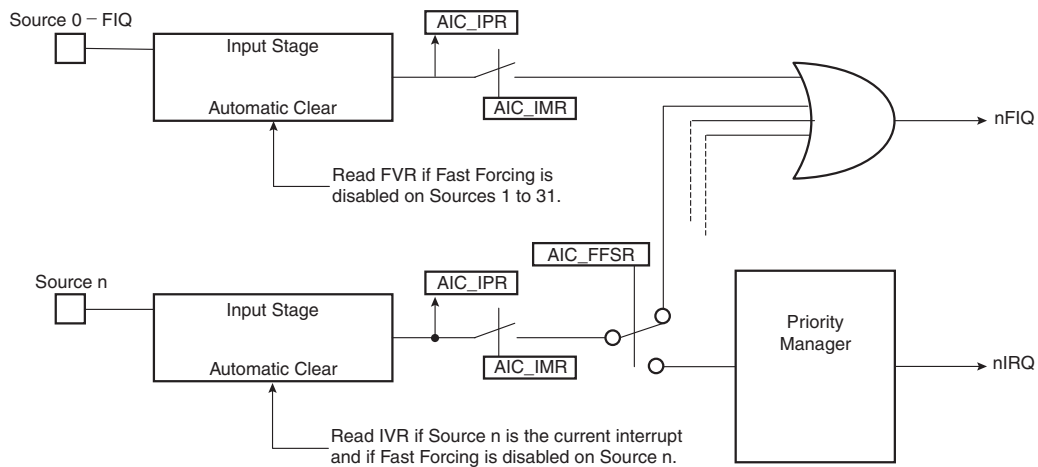 Source 0 – FIQ
AIC_IPR
Input Stage
Automatic Clear
AIC_IMR
nFIQ
Read FVR if Fast Forcing is
disabled on Sources 1 to 31.
AIC_FFSR
Source n
AIC_IPR
Input Stage
Priority
Manager
Automatic Clear
AIC_IMR
nIRQ
Read IVR if Source n is the current interrupt
and if Fast Forcing is disabled on Source n.